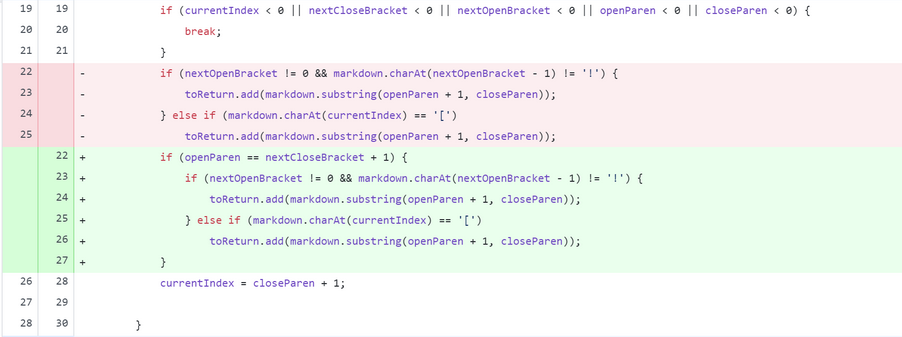 19 19 if (currentIndex < 0 || nextCloseBracket < 0 || nextOpenBracket < 0 || openParen < 0 || closeParen < 0) {
20 20 break;
21 21 }
22 - if (nextOpenBracket != 0 && markdown.charAt(nextOpenBracket - 1) != '!') {
23 - toReturn.add(markdown.substring(openParen + 1, closeParen));
24 - } else if (markdown.charAt(currentIndex) == '[')
25 - toReturn.add(markdown.substring(openParen + 1, closeParen));
22 + if (openParen == nextCloseBracket + 1) {
23 + if (nextOpenBracket != 0 && markdown.charAt(nextOpenBracket - 1) != '!') {
24 + toReturn.add(markdown.substring(openParen + 1, closeParen));
25 + } else if (markdown.charAt(currentIndex) == '[')
26 + toReturn.add(markdown.substring(openParen + 1, closeParen));
27 + }
26 28 currentIndex = closeParen + 1;
27 29
28 30 }